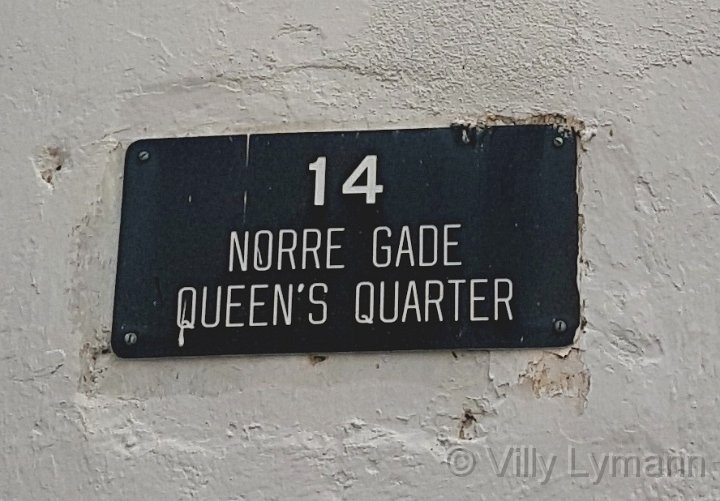 14
NORRE GADE
QUEEN'S QUARTER
© Villy Lymann